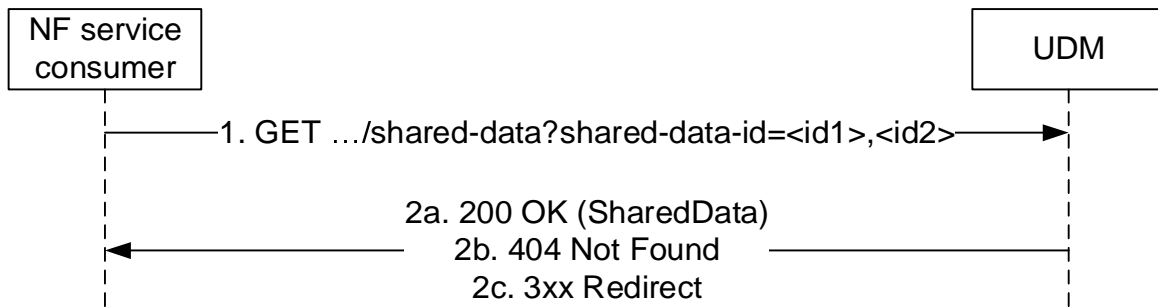 NF service
consumer
UDM
1. GET …/shared-data?shared-data-id=<id1>,<id2>
2a. 200 OK (SharedData)
2b. 404 Not Found
2c. 3xx Redirect